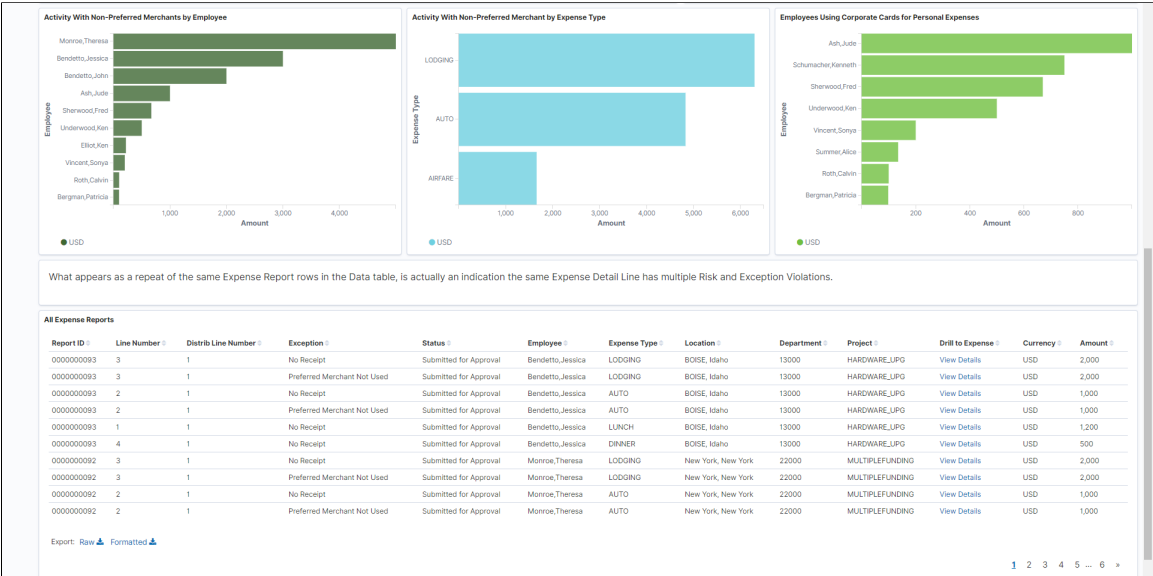 Activity With Non-Preferred Merchants by Employee
Employee
Monroe,Theresa
Bendetto,Jessica
Bendetto,John
Ash,Jude
Sherwood,Fred
Underwood,Ken
Elliot,Ken
Vincent,Sonya
Roth,Calvin
Bergman,Patricia
1,000 2,000 3,000 4,000
Amount
USD
Activity With Non-Preferred Merchant by Expense Type
Expense Type
LODGING
AUTO
AIRFARE
1,000 2,000 3,000 4,000 5,000 6,000
Amount
USD
Employees Using Corporate Cards for Personal Expenses
Employee
Ash,Jude
Schumacher,Kenneth
Sherwood,Fred
Underwood,Ken
Vincent,Sonya
Summer,Alice
Roth,Calvin
Bergman,Patricia
200 400 600 800
Amount
USD
What appears as a repeat of the same Expense Report rows in the Data table, is actually an indication the same Expense Detail Line has multiple Risk and Exception Violations.
All Expense Reports
Report ID Line Number Distrib Line Number Exception Status Employee Expense Type Location Department Project Drill to Expense Currency Amount
0000000093 3 1 No Receipt Submitted for Approval Bendetto,Jessica LODGING BOISE, Idaho 13000 HARDWARE_UPG View Details USD 2,000
0000000093 3 1 Preferred Merchant Not Used Submitted for Approval Bendetto,Jessica LODGING BOISE, Idaho 13000 HARDWARE_UPG View Details USD 2,000
0000000093 2 1 No Receipt Submitted for Approval Bendetto,Jessica AUTO BOISE, Idaho 13000 HARDWARE_UPG View Details USD 1,000
0000000093 2 1 Preferred Merchant Not Used Submitted for Approval Bendetto,Jessica AUTO BOISE, Idaho 13000 HARDWARE_UPG View Details USD 1,000
0000000093 1 1 No Receipt Submitted for Approval Bendetto,Jessica LUNCH BOISE, Idaho 13000 HARDWARE_UPG View Details USD 1,200
0000000093 4 1 No Receipt Submitted for Approval Bendetto,Jessica DINNER BOISE, Idaho 13000 HARDWARE_UPG View Details USD 500
0000000092 3 1 No Receipt Submitted for Approval Monroe,Theresa LODGING New York, New York 22000 MULTIPLEFUNDING View Details USD 2,000
0000000092 3 1 Preferred Merchant Not Used Submitted for Approval Monroe,Theresa LODGING New York, New York 22000 MULTIPLEFUNDING View Details USD 2,000
0000000092 2 1 No Receipt Submitted for Approval Monroe,Theresa AUTO New York, New York 22000 MULTIPLEFUNDING View Details USD 1,000
0000000092 2 1 Preferred Merchant Not Used Submitted for Approval Monroe,Theresa AUTO New York, New York 22000 MULTIPLEFUNDING View Details USD 1,000
Export: Raw Formatted
1 2 3 4 5 ... 6 »